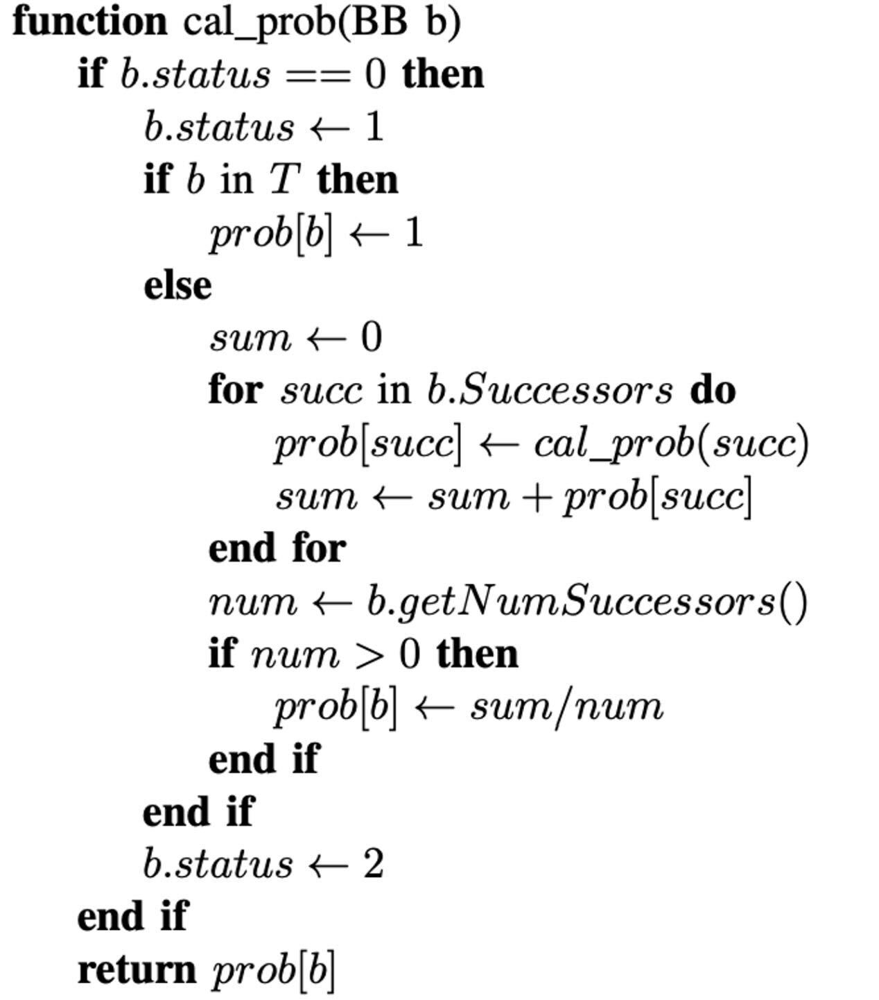 function cal_prob(BB b)
if b.status == 0 then
b.status ← 1
if b in T then
prob[b] ← 1
else
sum ← 0
for succ in b.Successors do
prob[succ] ← cal_prob(succ)
sum ← sum + prob[succ]
end for
num ← b.getNumSuccessors()
if num > 0 then
prob[b] ← sum/num
end if
end if
b.status ← 2
end if
return prob[b]